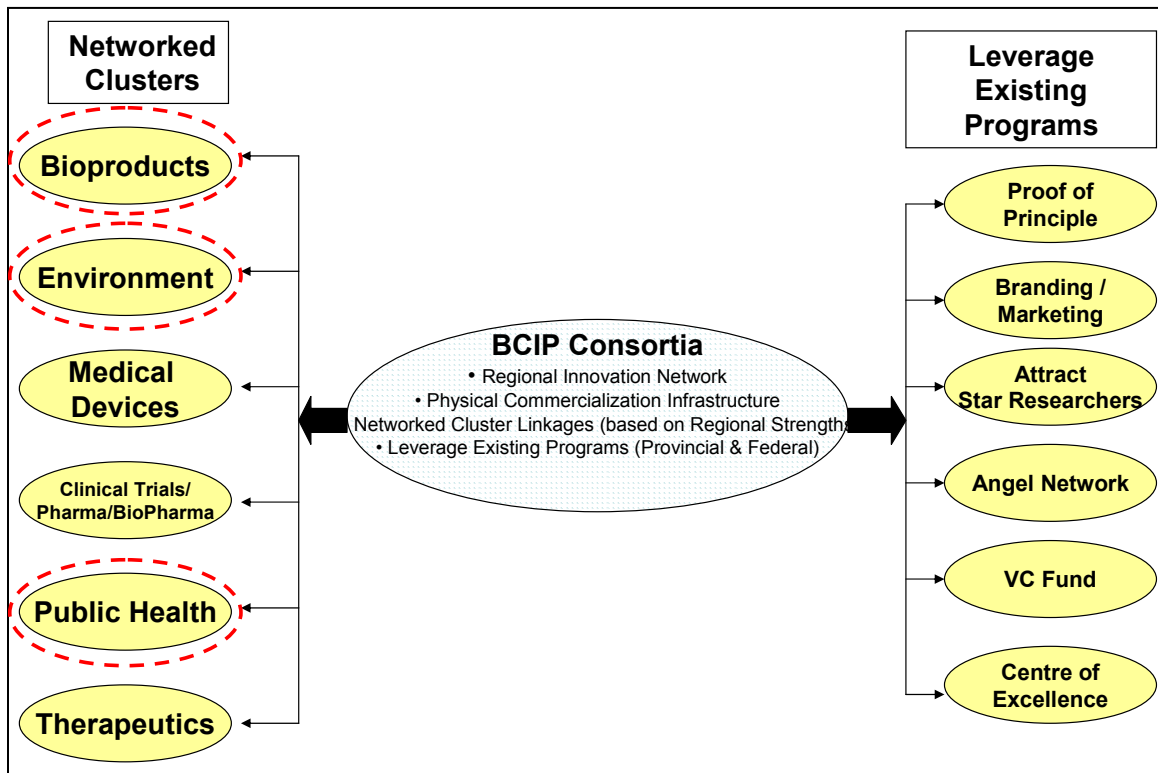 Networked
Clusters
Bioproducts
Environment
Medical
Devices
Clinical Trials/
Pharma/BioPharma
Public Health
Therapeutics
BCIP Consortia
• Regional Innovation Network
• Physical Commercialization Infrastructure
Networked Cluster Linkages (based on Regional Strengths
• Leverage Existing Programs (Provincial & Federal)
Leverage
Existing
Programs
Proof of
Principle
Branding /
Marketing
Attract
Star Researchers
Angel Network
VC Fund
Centre of
Excellence